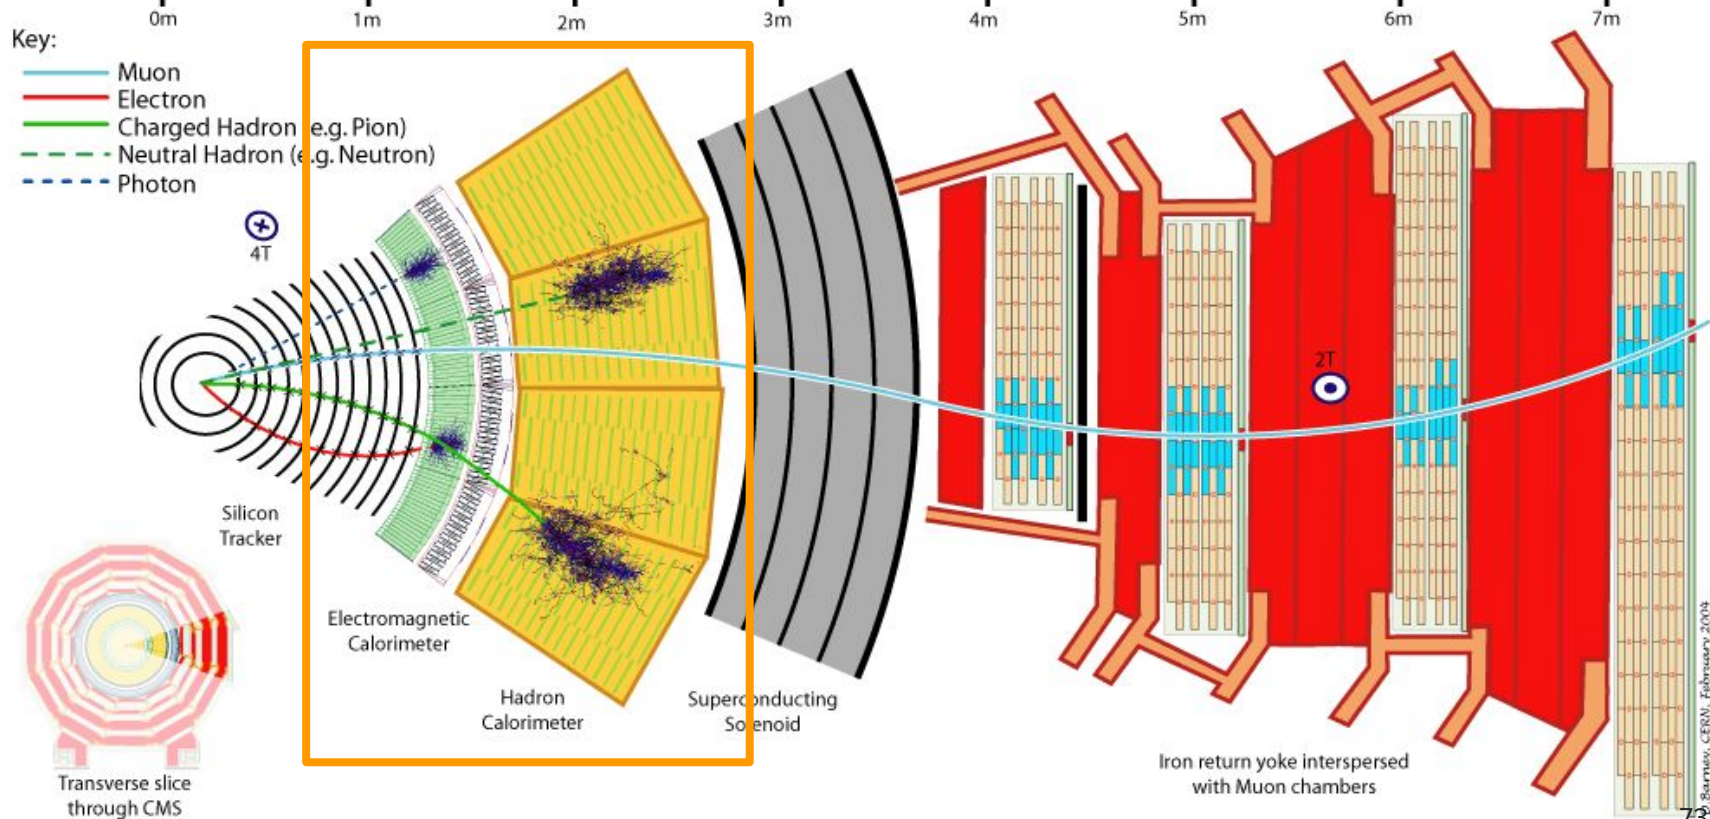 0m 1m 2m 3m 4m 5m 6m 7m
Key:
Muon
Electron
Charged Hadron (e.g. Pion)
Neutral Hadron (e.g. Neutron)
Photon
4T
2T
Silicon
Tracker
Electromagnetic
Calorimeter
Hadron
Calorimeter
Superconducting
Solenoid
Iron return yoke interspersed
with Muon chambers
Transverse slice
through CMS
D.Barney, CERN, February 2004
73